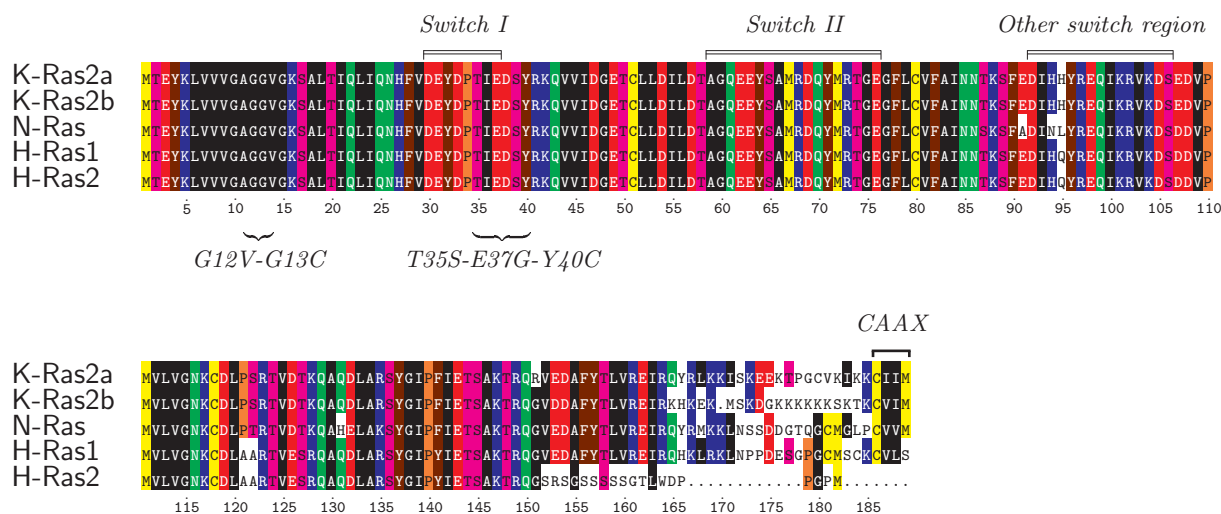 Switch I Switch II Other switch region
K-Ras2a MTEYKLVVVGAGGVGKSALTIQLIQNHFVDEYDPTIEDSYRKQVVIDGETCLLDILDTAGQEEYSAMRDQYMRTGEGFLCVFAINNTKSFEDIHHYREQIKRVKDSEDVP
K-Ras2b MTEYKLVVVGAGGVGKSALTIQLIQNHFVDEYDPTIEDSYRKQVVIDGETCLLDILDTAGQEEYSAMRDQYMRTGEGFLCVFAINNTKSFEDIHHYREQIKRVKDSEDVP
N-Ras MTEYKLVVVGAGGVGKSALTIQLIQNHFVDEYDPTIEDSYRKQVVIDGETCLLDILDTAGQEEYSAMRDQYMRTGEGFLCVFAINNSKSFADINLYREQIKRVKDSDDVP
H-Ras1 MTEYKLVVVGAGGVGKSALTIQLIQNHFVDEYDPTIEDSYRKQVVIDGETCLLDILDTAGQEEYSAMRDQYMRTGEGFLCVFAINNTKSFEDIHQYREQIKRVKDSDDVP
H-Ras2 MTEYKLVVVGAGGVGKSALTIQLIQNHFVDEYDPTIEDSYRKQVVIDGETCLLDILDTAGQEEYSAMRDQYMRTGEGFLCVFAINNTKSFEDIHQYREQIKRVKDSDDVP
5 10 15 20 25 30 35 40 45 50 55 60 65 70 75 80 85 90 95 100 105 110
G12V-G13C T35S-E37G-Y40C
CAAX
K-Ras2a MVLVGNKCDLPSRTVDTKQAQDLARSYGIPFIETSAKTRQRVEDAFYTLVREIRQYRLKKISKEEKTPGCVKIKKCIIM
K-Ras2b MVLVGNKCDLPSRTVDTKQAQDLARSYGIPFIETSAKTRQGVDDAFYTLVREIRKHKEK.MSKDGKKKKKKSKTKCVIM
N-Ras MVLVGNKCDLPTRTVDTKQAHELAKSYGIPFIETSAKTRQGVEDAFYTLVREIRQYRMKKLNSSDDGTQGCMGLPCVVM
H-Ras1 MVLVGNKCDLAARTVESRQAQDLARSYGIPYIETSAKTRQGVEDAFYTLVREIRQHKLRKLNPPDESGPGCMSCKCVLS
H-Ras2 MVLVGNKCDLAARTVESRQAQDLARSYGIPYIETSAKTRQGSRSGSSSSSGTLWDP............PGPM.......
115 120 125 130 135 140 145 150 155 160 165 170 175 180 185